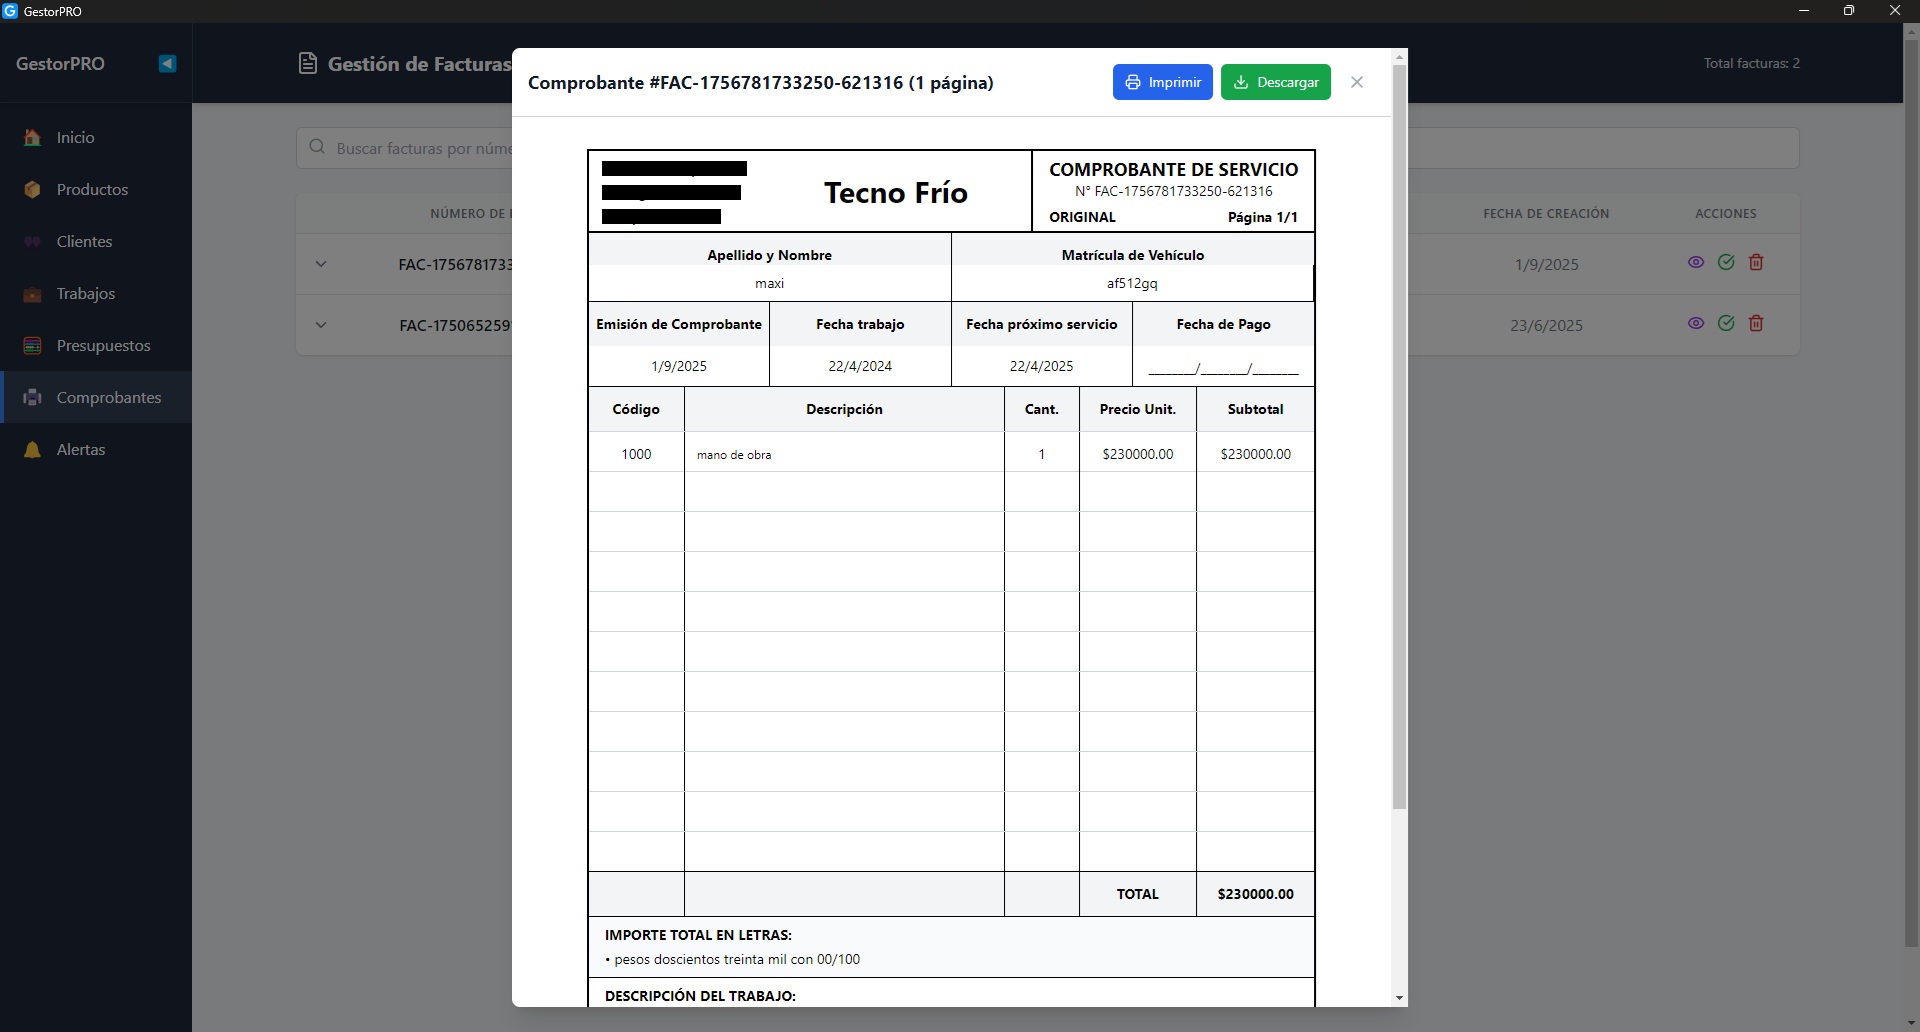 GestorPRO
GestorPRO
Inicio
Productos
Clientes
Trabajos
Presupuestos
Comprobantes
Alertas
Gestión de Facturas
Total facturas: 2
Buscar facturas por núme
NÚMERO DE
FECHA DE CREACIÓN
ACCIONES
FAC-175678173
1/9/2025
FAC-175065259
23/6/2025
Comprobante #FAC-1756781733250-621316 (1 página)
Imprimir
Descargar
Tecno Frío
COMPROBANTE DE SERVICIO
N° FAC-1756781733250-621316
ORIGINAL Página 1/1
Apellido y Nombre Matrícula de Vehículo
maxi af512gq
Emisión de Comprobante Fecha trabajo Fecha próximo servicio Fecha de Pago
1/9/2025 22/4/2024 22/4/2025 ________/________/________
Código Descripción Cant. Precio Unit. Subtotal
1000 mano de obra 1 $230000.00 $230000.00
TOTAL $230000.00
IMPORTE TOTAL EN LETRAS:
• pesos doscientos treinta mil con 00/100
DESCRIPCIÓN DEL TRABAJO: